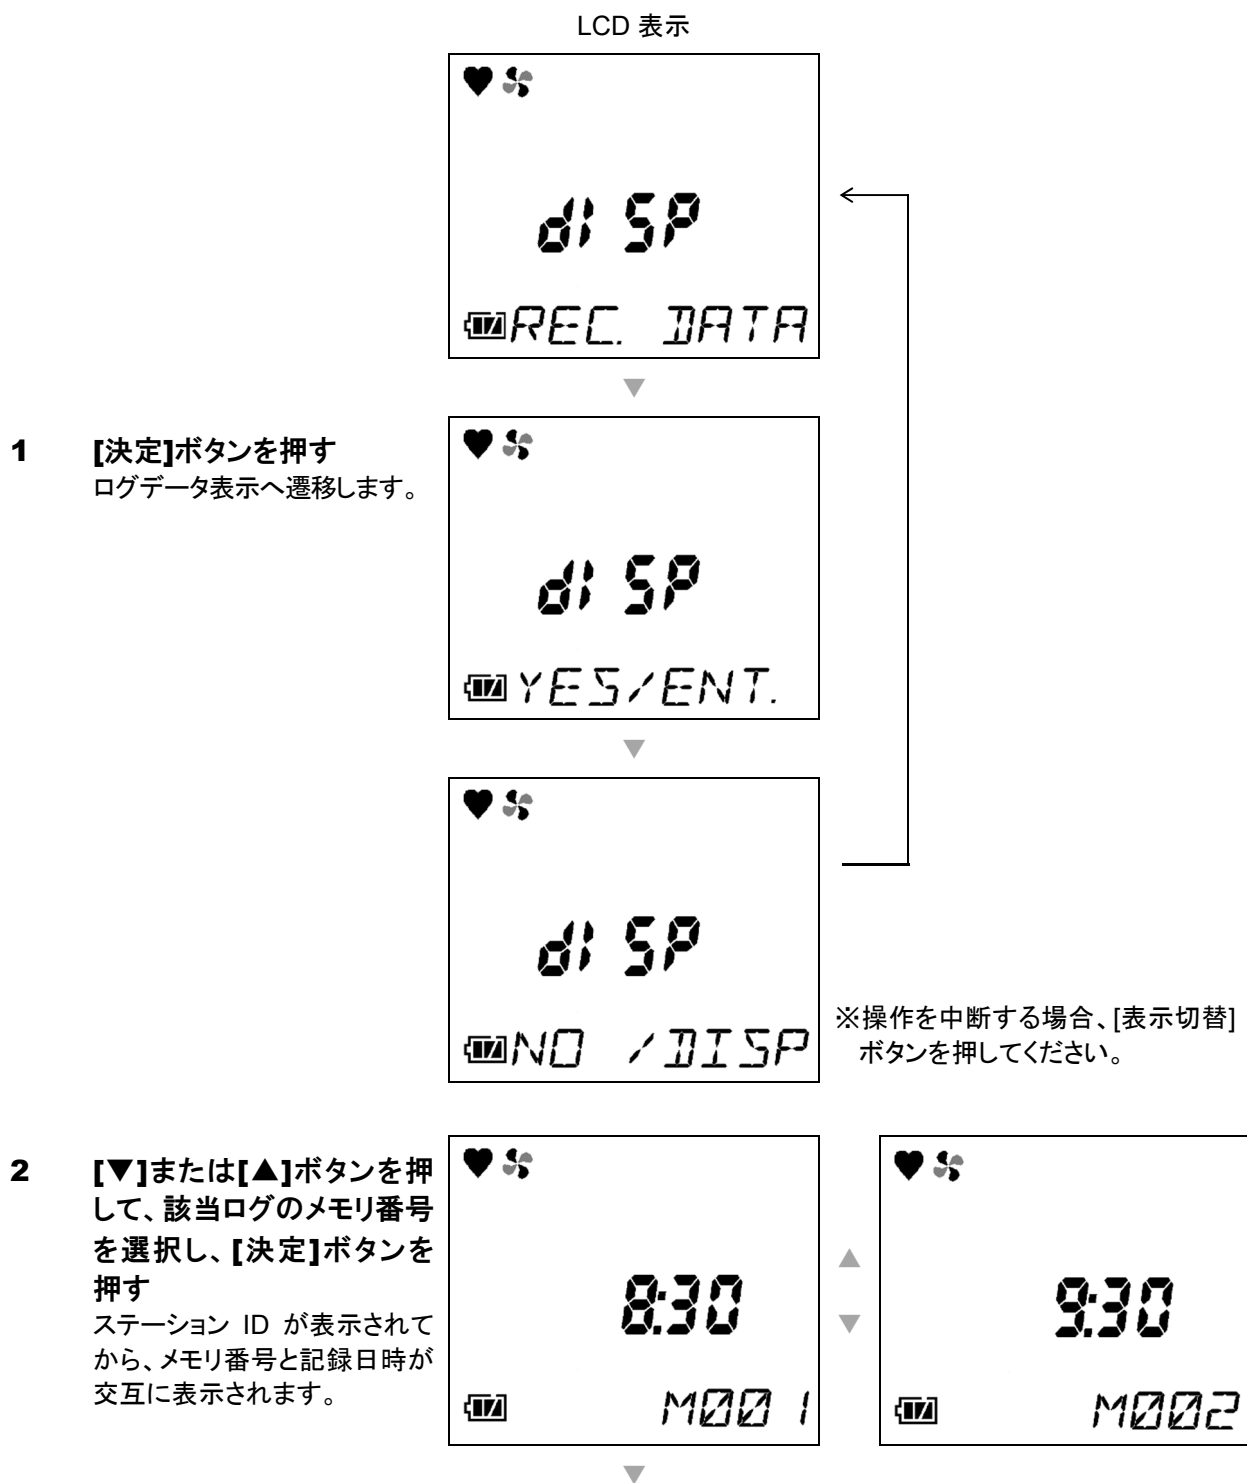 LCD 表示
di SP
REC. DATA
▼
1 [決定]ボタンを押す
ログデータ表示へ遷移します。
di SP
YES/ENT.
▼
di SP
NO /DISP
※操作を中断する場合、[表示切替]
ボタンを押してください。
2 [▼]または[▲]ボタンを押
して、該当ログのメモリ番号
を選択し、[決定]ボタンを
押す
ステーション ID が表示されて
から、メモリ番号と記録日時が
交互に表示されます。
8:30
M001
▲
▼
9:30
M002
▼